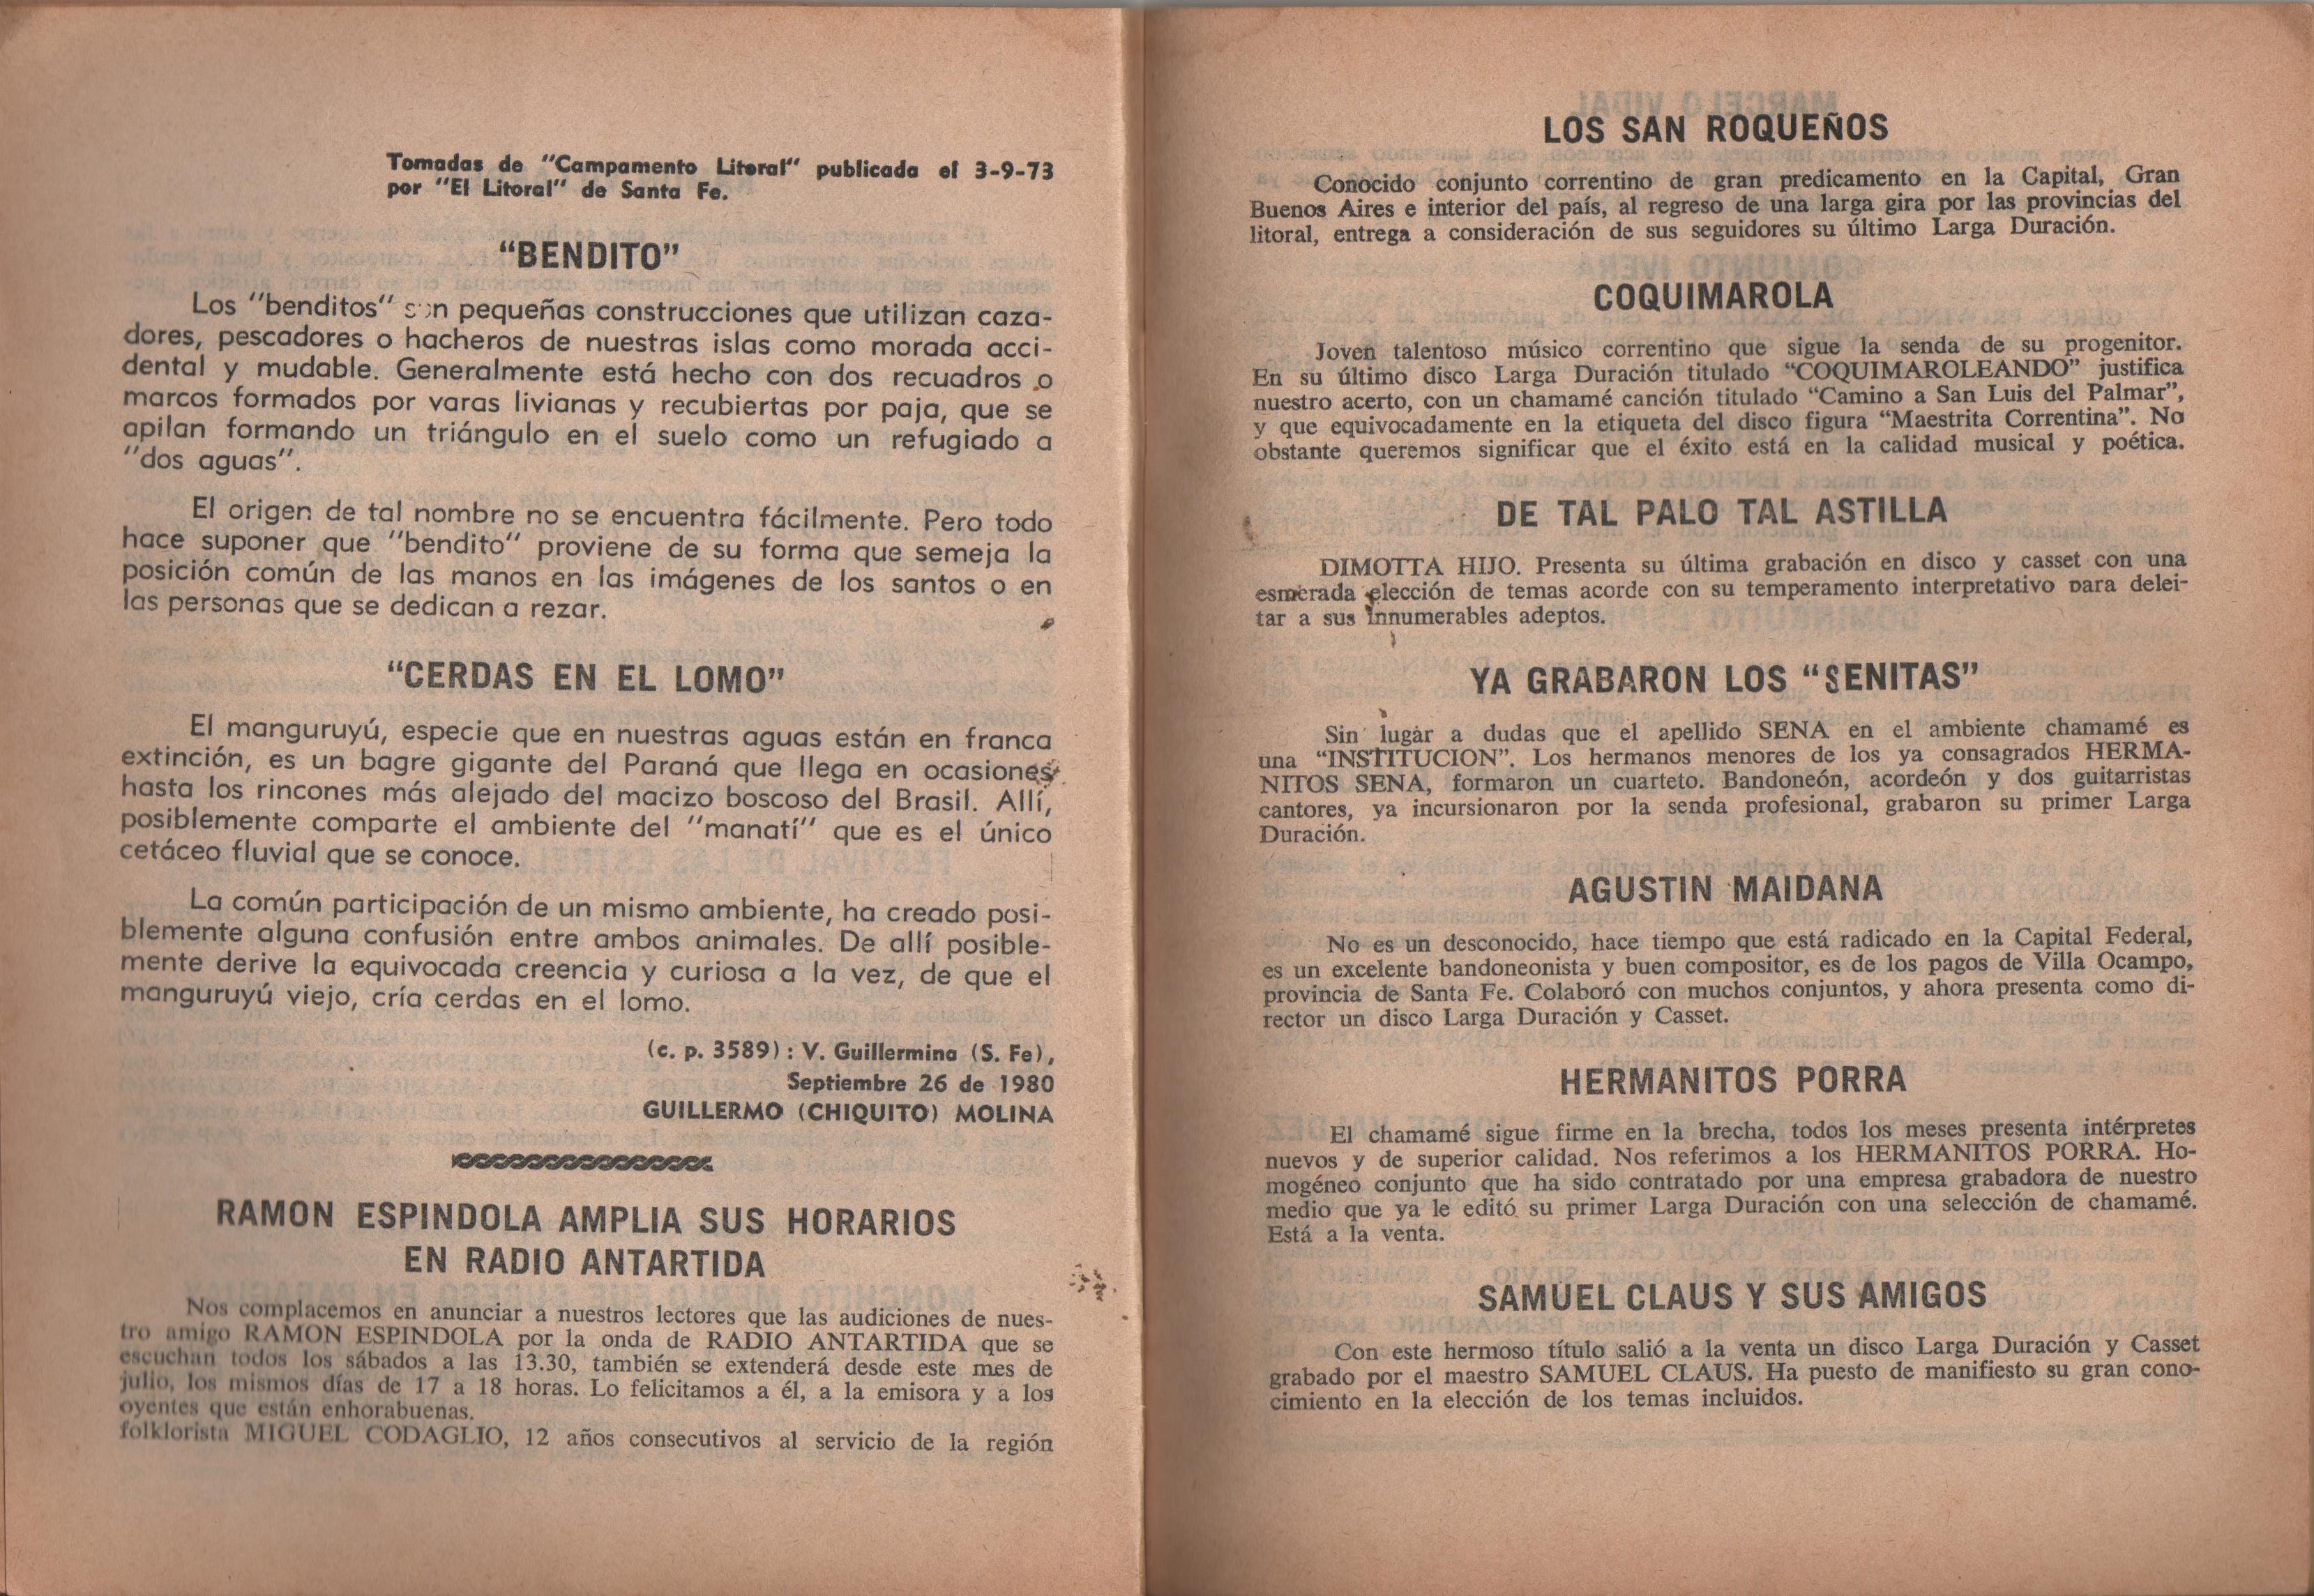 Tomadas de "Campamento Literal" publicada el 3-9-73
por "El Litoral" de Santa Fe.
"BENDITO"
Los "benditos" son pequeñas construcciones que utilizan caza-
dores, pescadores o hacheros de nuestras islas como morada acci-
dental y mudable. Generalmente está hecho con dos recuadros o
marcos formados por varas livianas y recubiertas por paja, que se
apilan formando un triángulo en el suelo como un refugiado a
"dos aguas".
El origen de tal nombre no se encuentra fácilmente. Pero todo
hace suponer que "bendito" proviene de su forma que semeja la
posición común de las manos en las imágenes de los santos o en
las personas que se dedican a rezar.
"CERDAS EN EL LOMO"
El manguruyú, especie que en nuestras aguas están en franca
extinción, es un bagre gigante del Paraná que llega en ocasiones
hasta los rincones más alejado del macizo boscoso del Brasil. Allí,
posiblemente comparte el ambiente del "manatí" que es el único
cetáceo fluvial que se conoce.
La común participación de un mismo ambiente, ha creado posi-
blemente alguna confusión entre ambos animales. De allí posible-
mente derive la equivocada creencia y curiosa a la vez, de que el
manguruyú viejo, cría cerdas en el lomo.
(c. p. 3589): V. Guillermina (S. Fe),
Septiembre 26 de 1980
GUILLERMO (CHIQUITO) MOLINA
RAMON ESPINDOLA AMPLIA SUS HORARIOS
EN RADIO ANTARTIDA
Nos complacemos en anunciar a nuestros lectores que las audiciones de nues-
tro amigo RAMON ESPINDOLA por la onda de RADIO ANTARTIDA que se
escuchan todos los sábados a las 13.30, también se extenderá desde este mes de
julio, los mismos días de 17 a 18 horas. Lo felicitamos a él, a la emisora y a los
oyentes que están enhorabuenas.
folklorista MIGUEL CODAGLIO, 12 años consecutivos al servicio de la región
LOS SAN ROQUEÑOS
Conocido conjunto correntino de gran predicamento en la Capital, Gran
Buenos Aires e interior del país, al regreso de una larga gira por las provincias del
litoral, entrega a consideración de sus seguidores su último Larga Duración.
COQUIMAROLA
Joven talentoso músico correntino que sigue la senda de su progenitor.
En su último disco Larga Duración titulado "COQUIMAROLEANDO" justifica
nuestro acerto, con un chamamé canción titulado "Camino a San Luis del Palmar",
y que equivocadamente en la etiqueta del disco figura "Maestrita Correntina". No
obstante queremos significar que el éxito está en la calidad musical y poética.
DE TAL PALO TAL ASTILLA
DIMOTTA HIJO. Presenta su última grabación en disco y casset con una
esmerada elección de temas acorde con su temperamento interpretativo para delei-
tar a sus innumerables adeptos.
YA GRABARON LOS "SENITAS"
Sin lugar a dudas que el apellido SENA en el ambiente chamamé es
una "INSTITUCION". Los hermanos menores de los ya consagrados HERMA-
NITOS SENA, formaron un cuarteto. Bandoneón, acordeón y dos guitarristas
cantores, ya incursionaron por la senda profesional, grabaron su primer Larga
Duración.
AGUSTIN MAIDANA
No es un desconocido, hace tiempo que está radicado en la Capital Federal,
es un excelente bandoneonista y buen compositor, es de los pagos de Villa Ocampo,
provincia de Santa Fe. Colaboró con muchos conjuntos, y ahora presenta como di-
rector un disco Larga Duración y Casset.
HERMANITOS PORRA
El chamamé sigue firme en la brecha, todos los meses presenta intérpretes
nuevos y de superior calidad. Nos referimos a los HERMANITOS PORRA. Ho-
mogéneo conjunto que ha sido contratado por una empresa grabadora de nuestro
medio que ya le editó su primer Larga Duración con una selección de chamamé.
Está a la venta.
SAMUEL CLAUS Y SUS AMIGOS
Con este hermoso título salió a la venta un disco Larga Duración y Casset
grabado por el maestro SAMUEL CLAUS. Ha puesto de manifiesto su gran cono-
cimiento en la elección de los temas incluidos.